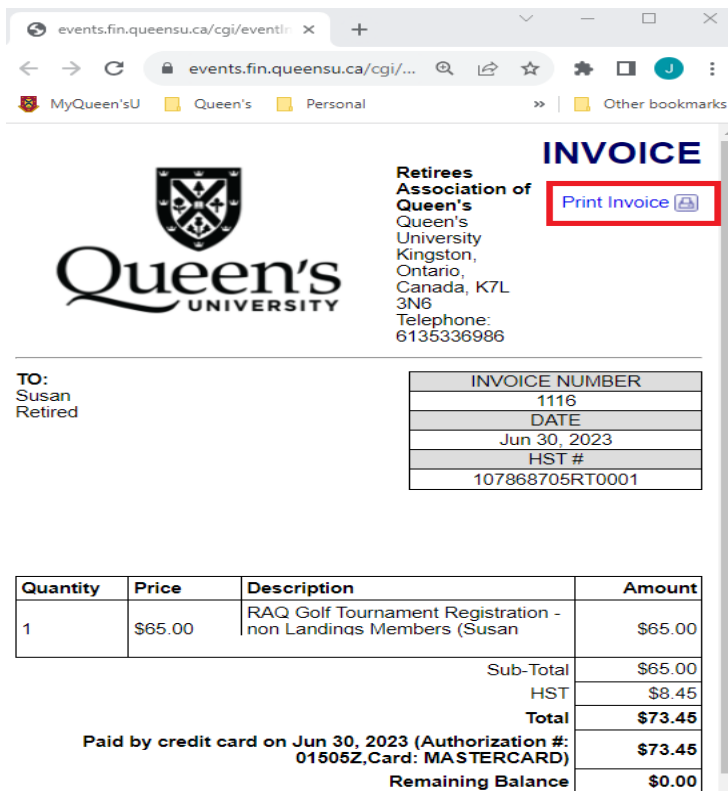 events.fin.queensu.ca/cgi/eventIn
events.fin.queensu.ca/cgi/...
J
MyQueen'sU Queen's Personal » Other bookmarks
INVOICE
Print Invoice
Queen's
UNIVERSITY
Retirees
Association of
Queen's
Queen's
University
Kingston,
Ontario,
Canada, K7L
3N6
Telephone:
6135336986
TO:
Susan
Retired
INVOICE NUMBER
1116
DATE
Jun 30, 2023
HST #
107868705RT0001
Quantity Price Description Amount
1 $65.00 RAQ Golf Tournament Registration - $65.00
non Landings Members (Susan
Sub-Total $65.00
HST $8.45
Total $73.45
Paid by credit card on Jun 30, 2023 (Authorization #:
01505Z,Card: MASTERCARD) $73.45
Remaining Balance $0.00